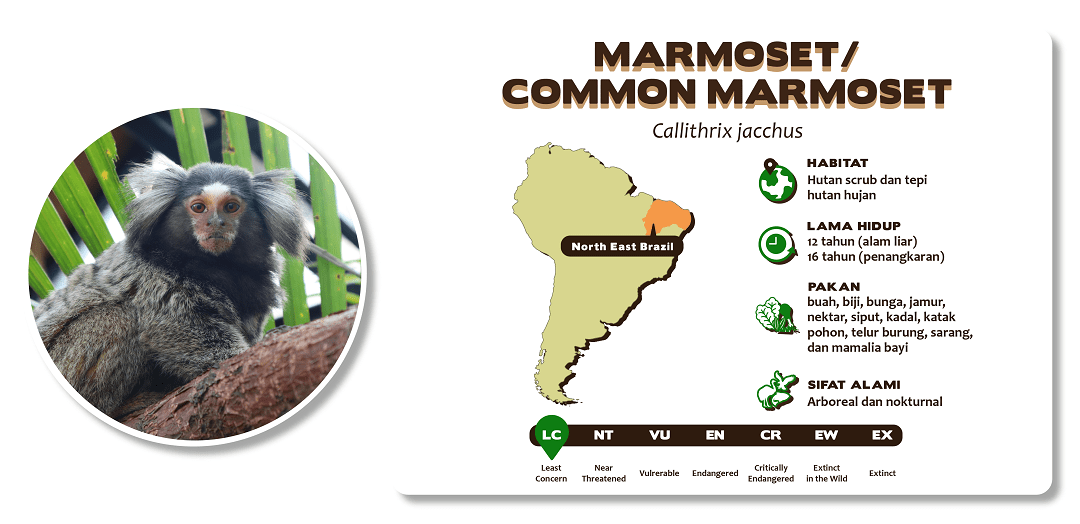 MARMOSET/
COMMON MARMOSET
Callithrix jacchus
North East Brazil
HABITAT
Hutan scrub dan tepi
hutan hujan
LAMA HIDUP
12 tahun (alam liar)
16 tahun (penangkaran)
PAKAN
buah, biji, bunga, jamur,
nektar, siput, kadal, katak
pohon, telur burung, sarang,
dan mamalia bayi
SIFAT ALAMI
Arboreal dan nokturnal
LC NT VU EN CR EW EX
Least Concern
Near Threatened
Vulrerable
Endangered
Critically Endangered
Extinct in the Wild
Extinct